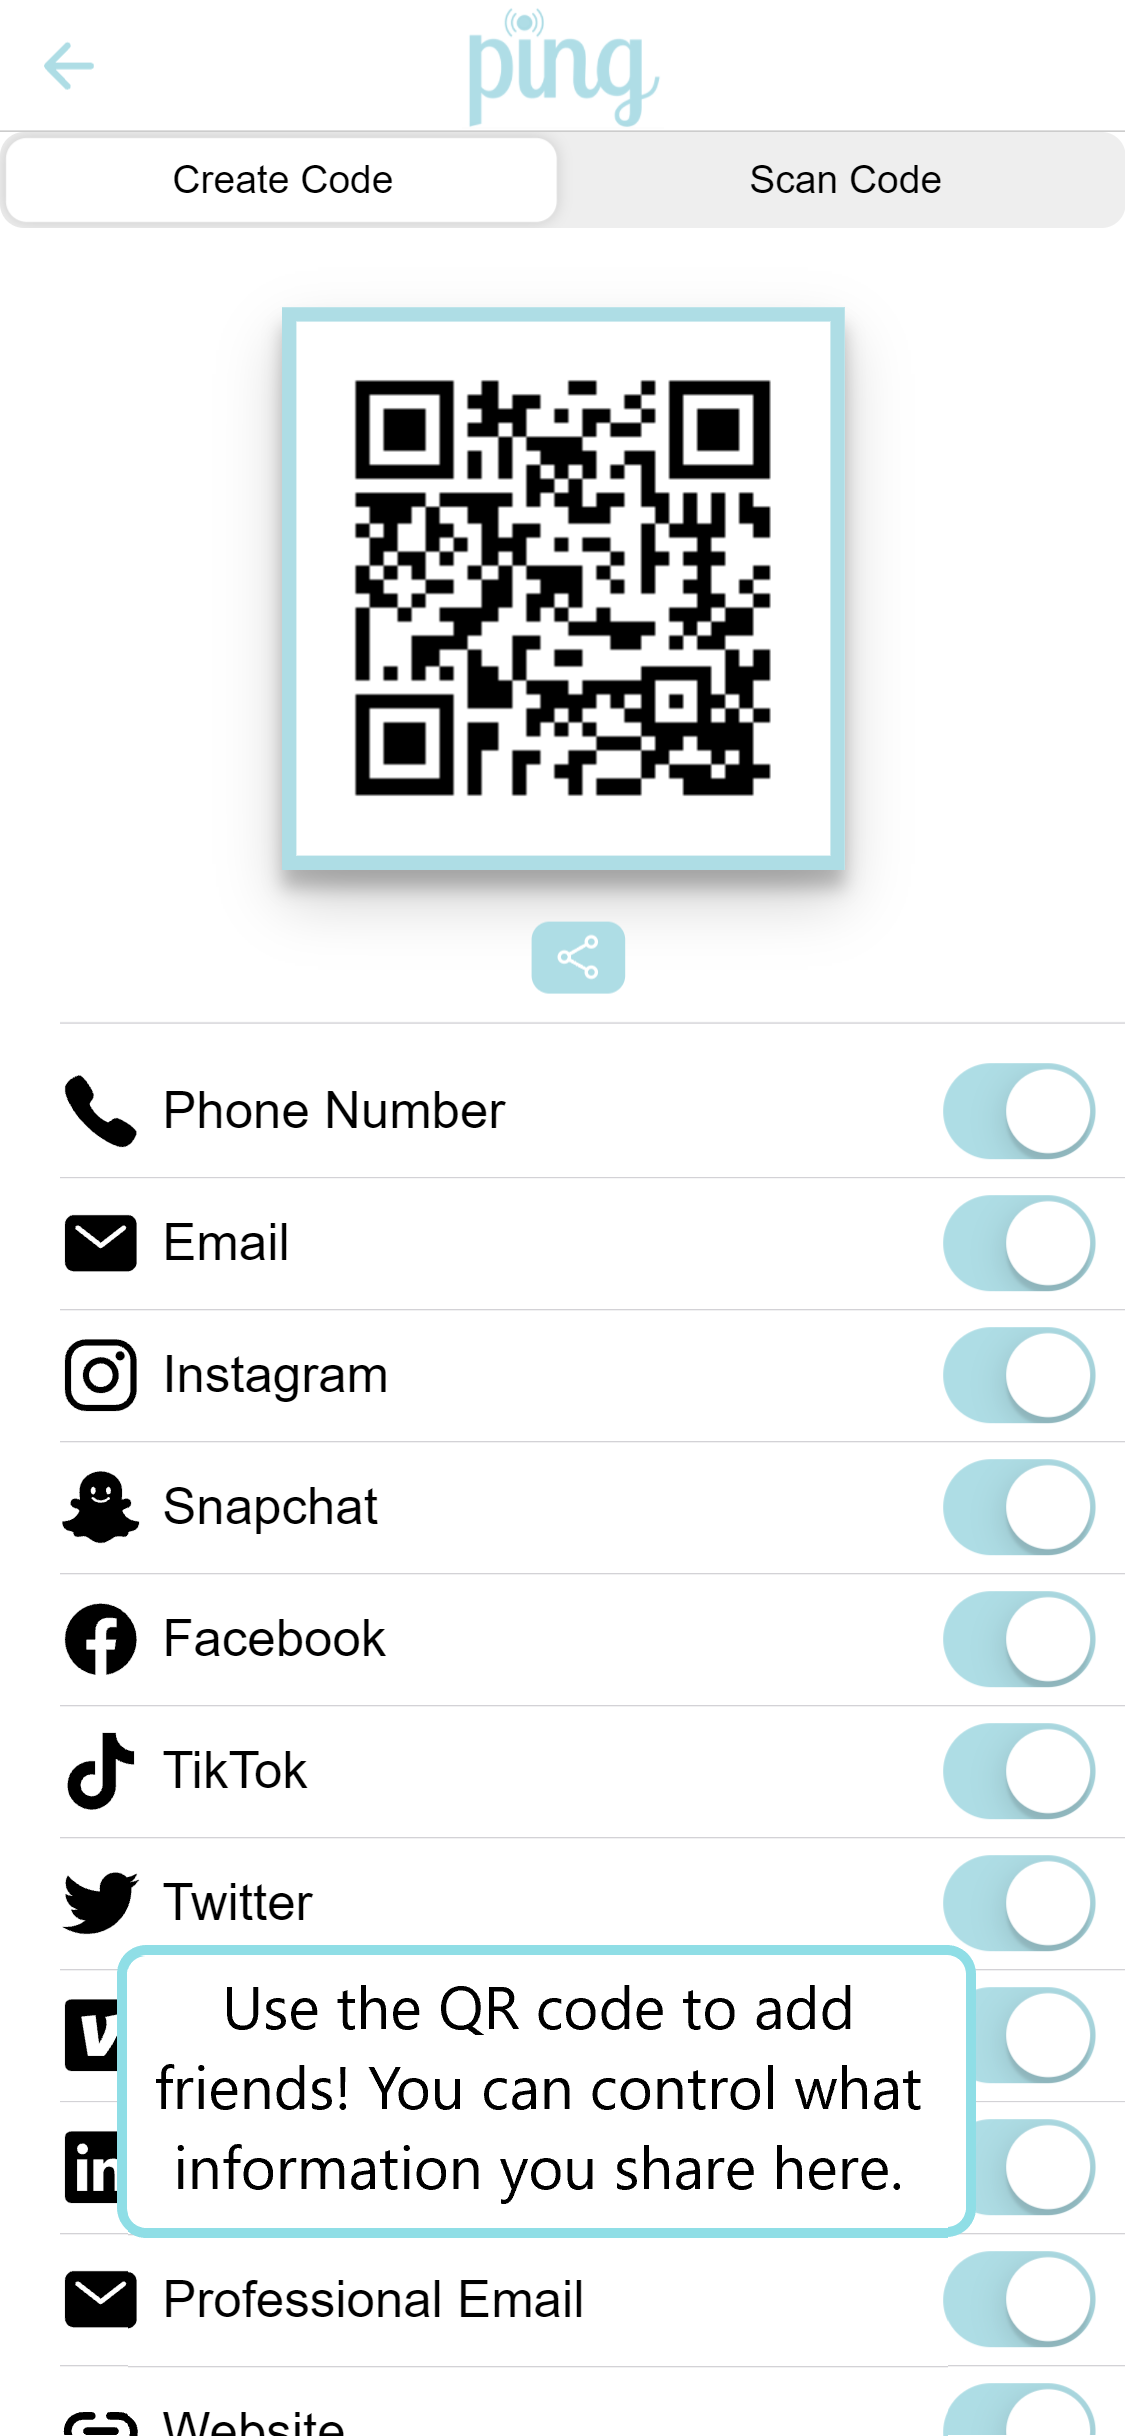 ping
Create Code
Scan Code
Phone Number
Email
Instagram
Snapchat
Facebook
TikTok
Twitter
Use the QR code to add
friends! You can control what
information you share here.
in
Professional Email
Website